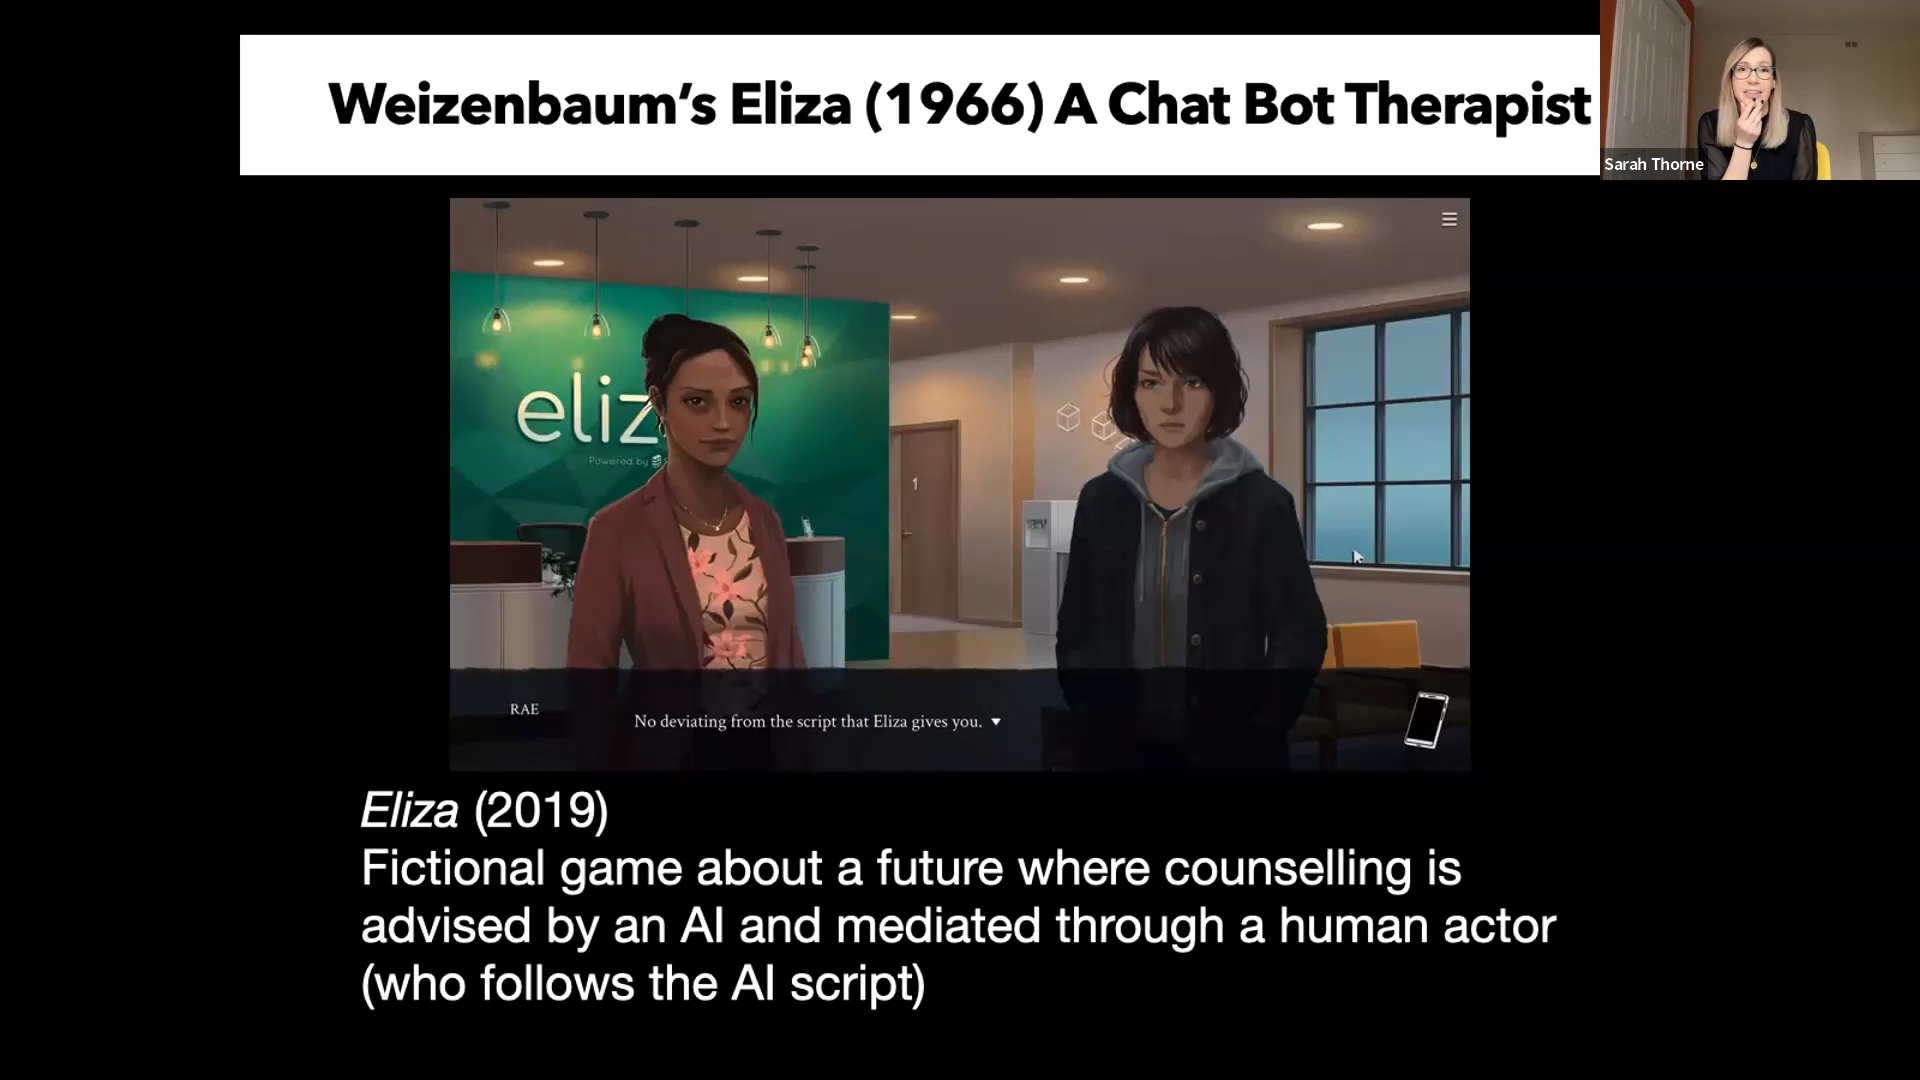 Weizenbaum’s Eliza (1966) A Chat Bot Therapist
Sarah Thorne
eliz
Powered by
1
RAE
No deviating from the script that Eliza gives you.
Eliza (2019)
Fictional game about a future where counselling is
advised by an AI and mediated through a human actor
(who follows the AI script)